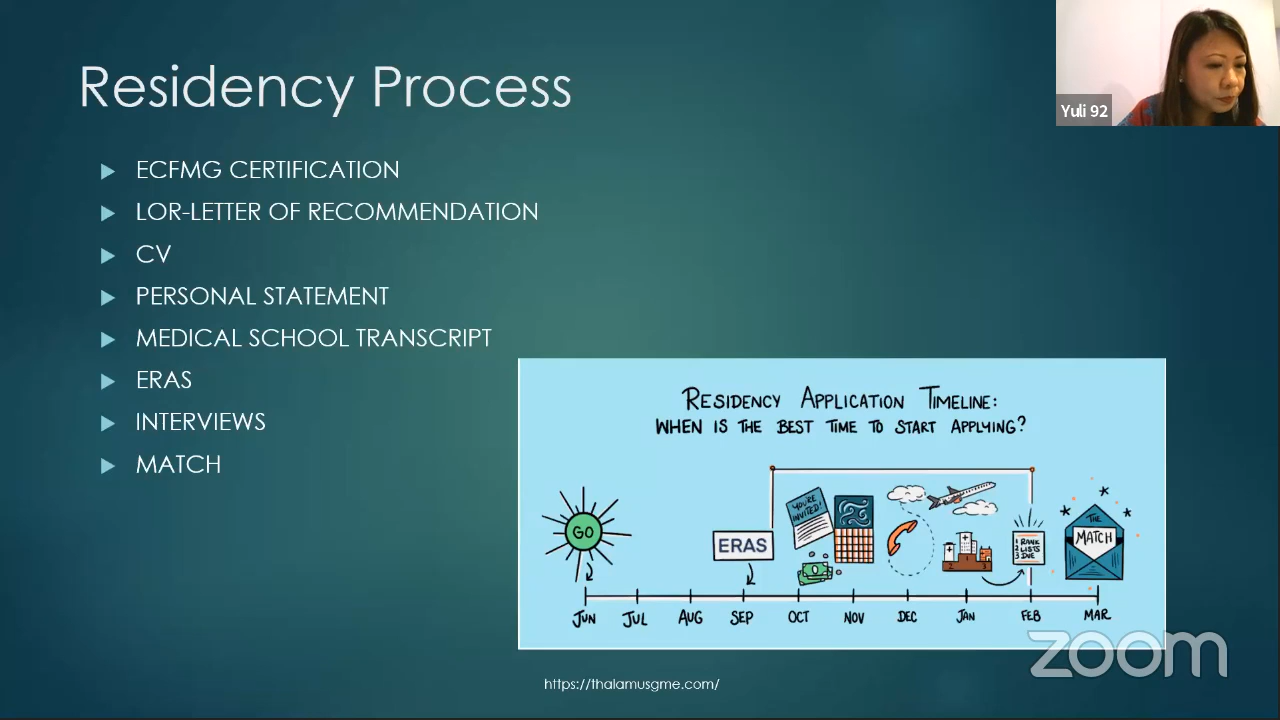 Residency Process
Yuli 92
ECFMG CERTIFICATION
LOR-LETTER OF RECOMMENDATION
CV
PERSONAL STATEMENT
MEDICAL SCHOOL TRANSCRIPT
ERAS
INTERVIEWS
MATCH
RESIDENCY APPLICATION TIMELINE:
WHEN IS THE BEST TIME TO START APPLYING?
GO
ERAS
YOU'RE
INVITED!
1 RANK
2 LISTS
3 DUE
THE
MATCH
JUN JUL AUG SEP OCT NOV DEC JAN FEB MAR
zoom
https://thalamusgme.com/